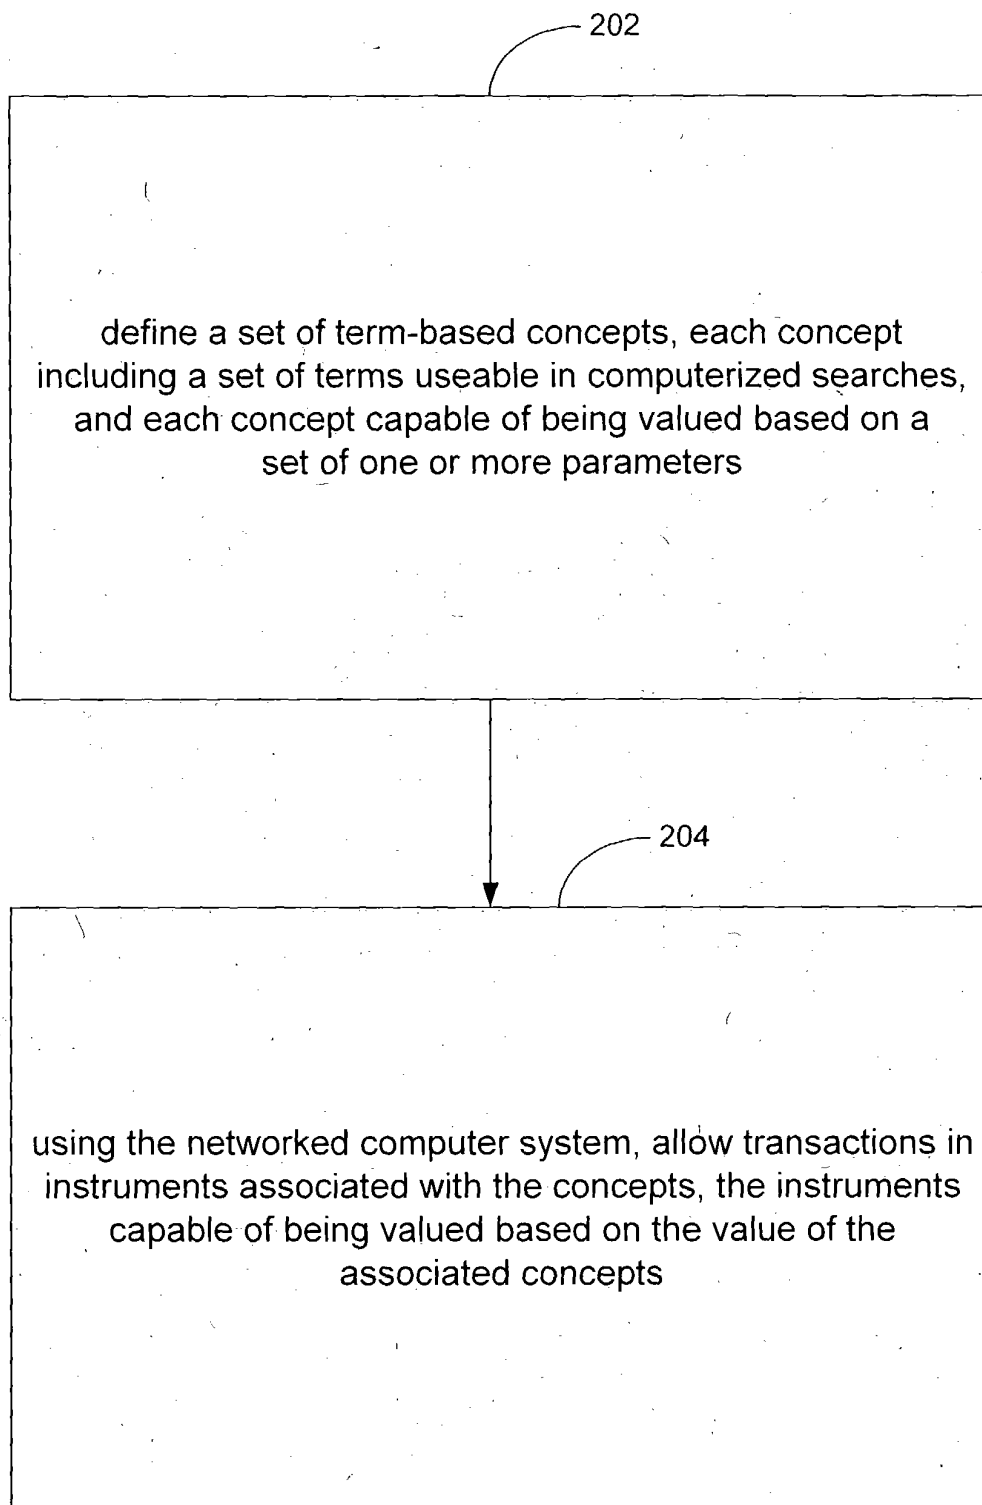 202
define a set of term-based concepts, each concept
including a set of terms useable in computerized searches,
and each concept capable of being valued based on a
set of one or more parameters
204
using the networked computer system, allow transactions in
instruments associated with the concepts, the instruments
capable of being valued based on the value of the
associated concepts